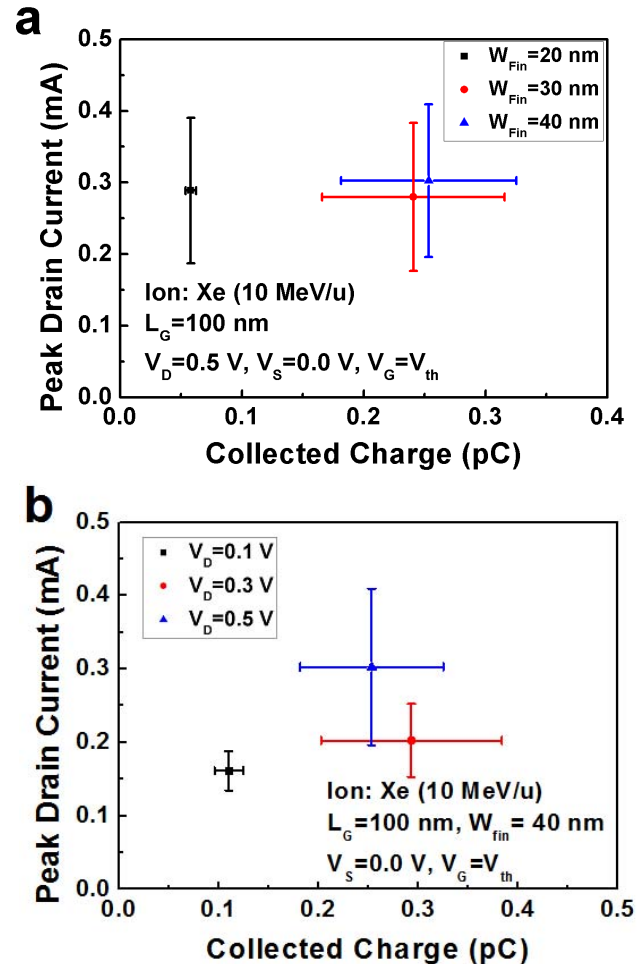 a
Peak Drain Current (mA)
0.5
0.4
0.3
0.2
0.1
0.0
W_Fin=20 nm
W_Fin=30 nm
W_Fin=40 nm
Ion: Xe (10 MeV/u)
L_G=100 nm
V_D=0.5 V, V_S=0.0 V, V_G=V_th
0.0 0.1 0.2 0.3 0.4
Collected Charge (pC)
b
Peak Drain Current (mA)
0.5
0.4
0.3
0.2
0.1
0.0
V_D=0.1 V
V_D=0.3 V
V_D=0.5 V
Ion: Xe (10 MeV/u)
L_G=100 nm, W_fin= 40 nm
V_S=0.0 V, V_G=V_th
0.0 0.1 0.2 0.3 0.4 0.5
Collected Charge (pC)